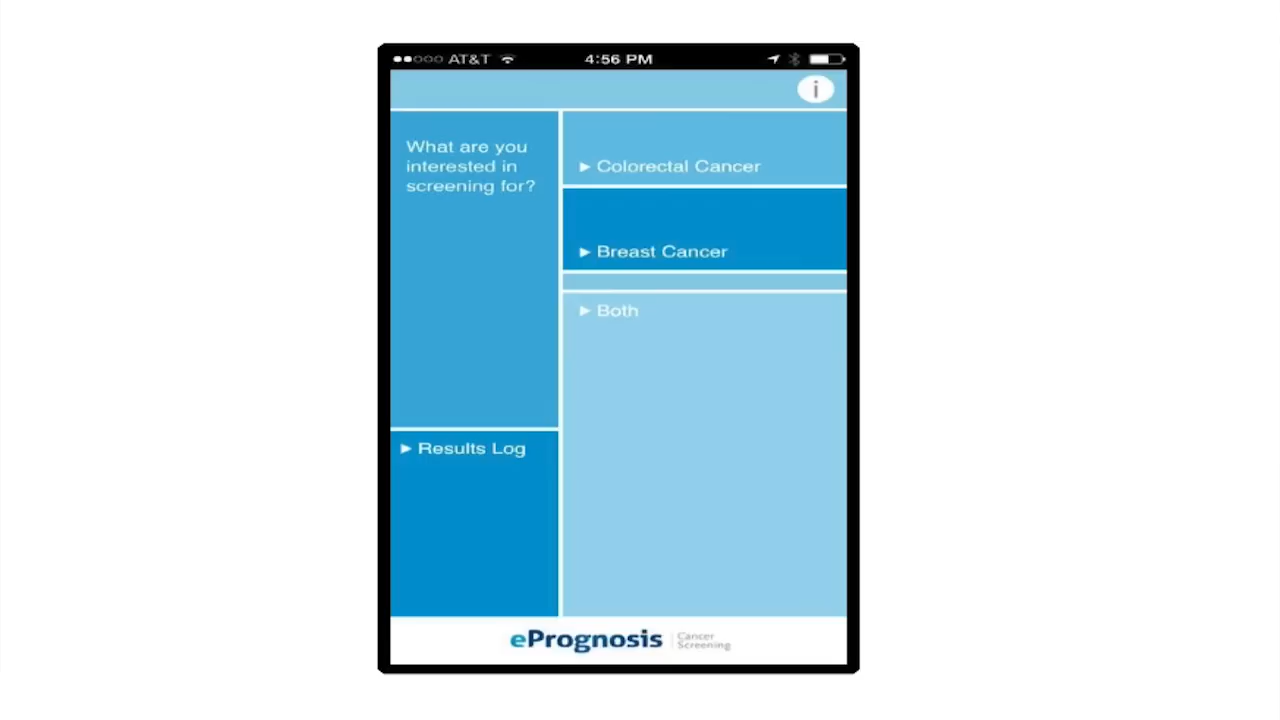 AT&T
4:56 PM
i
What are you
interested in
screening for?
Colorectal Cancer
Breast Cancer
Both
Results Log
ePrognosis
Cancer
Screening